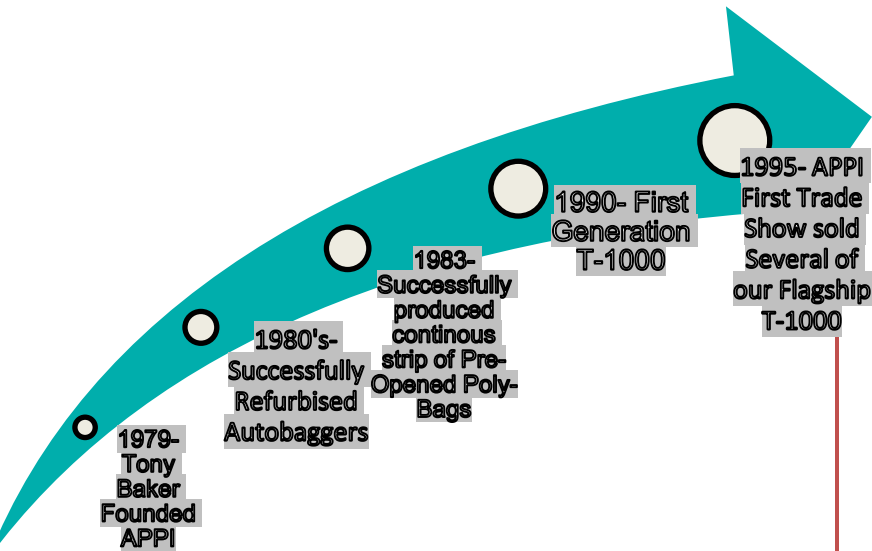 1979-
Tony
Baker
Founded
APPI
1980's-
Successfully
Refurbised
Autobaggers
1983-
Successfully
produced
continous
strip of Pre-
Opened Poly-
Bags
1990- First
Generation
T-1000
1995- APPI
First Trade
Show sold
Several of
our Flagship
T-1000